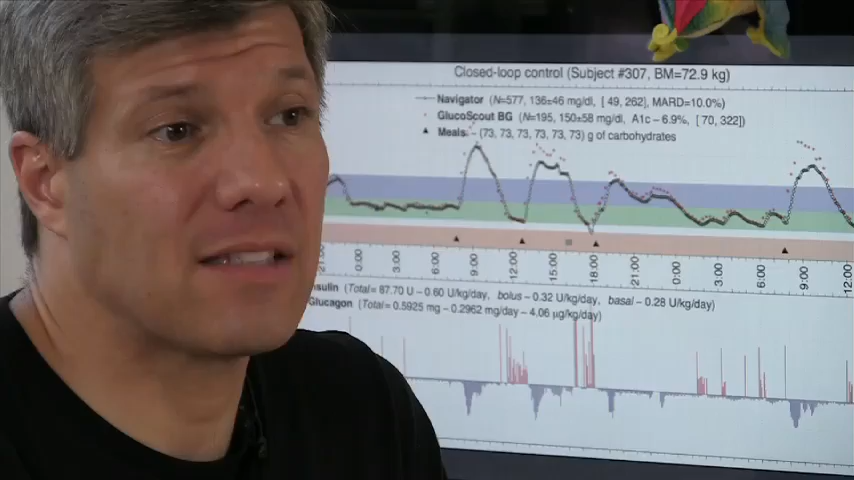 Closed-loop control (Subject #307, BM=72.9 kg)
Navigator (N=577, 136±46 mg/dl, [ 49, 262], MARD=10.0%)
GlucoScout BG (N=195, 150±58 mg/dl, A1c – 6.9%, [ 70, 322])
Meals – (73, 73, 73, 73, 73, 73) g of carbohydrates
0:00 3:00 6:00 9:00 12:00 15:00 18:00 21:00 0:00 3:00 6:00 9:00 12:00
nsulin (Total= 87.70 U – 0.60 U/kg/day, bolus – 0.32 U/kg/day, basal – 0.28 U/kg/day)
Glucagon (Total= 0.5925 mg – 0.2962 mg/day – 4.06 µg/kg/day)